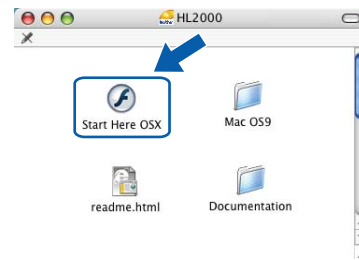 HL2000
Start Here OSX
Mac OS9
readme.html
Documentation